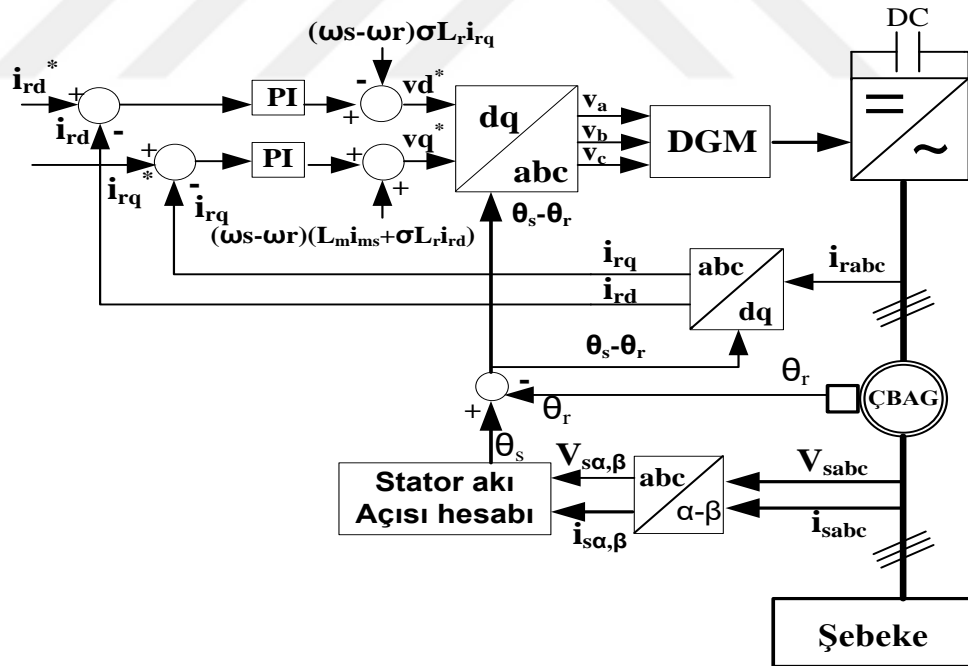 DC
(ωs-ωr)σLrirq
ird*
+
-
ird
PI
-
+
vd*
irq*
+
-
irq
PI
+
+
vq*
(ωs-ωr)(Lmims+σLrird)
dq
abc
va
vb
vc
DGM
=
~
θs-θr
irq
ird
abc
dq
irabc
θs-θr
+
-
θr
θr
ÇBAG
θs
Stator akı
Açısı hesabı
Vsα,β
isα,β
abc
α-β
Vsabc
isabc
Şebeke